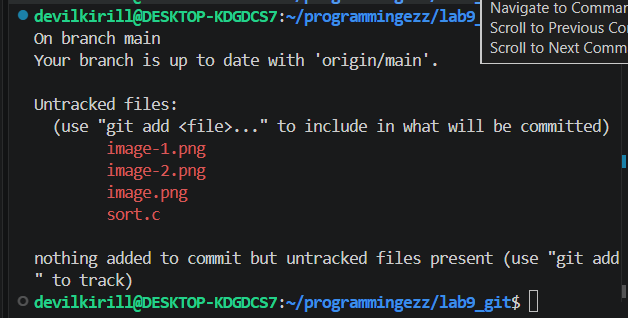 devilkirill@DESKTOP-KDGDCS7:~/programmingezz/lab9_
Navigate to Comma
Scroll to Previous Co
Scroll to Next Comm
On branch main
Your branch is up to date with 'origin/main'.
Untracked files:
(use "git add <file>..." to include in what will be committed)
image-1.png
image-2.png
image.png
sort.c
nothing added to commit but untracked files present (use "git add
" to track)
devilkirill@DESKTOP-KDGDCS7:~/programmingezz/lab9_git$